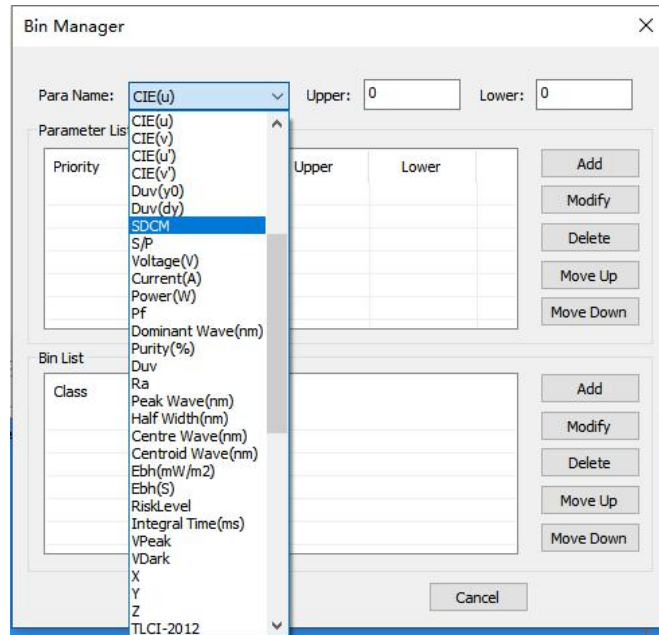 Bin Manager
Para Name: CIE(u) Upper: 0 Lower: 0
Parameter Lis
Priority Upper Lower
Add
Modify
Delete
Move Up
Move Down
CIE(u)
CIE(v)
CIE(u')
CIE(v')
Duv(y0)
Duv(dy)
SDCM
S/P
Voltage(V)
Current(A)
Power(W)
Pf
Dominant Wave(nm)
Purity(%)
Duv
Ra
Peak Wave(nm)
Half Width(nm)
Centre Wave(nm)
Centroid Wave(nm)
Ebh(mW/m2)
Ebh(S)
RiskLevel
Integral Time(ms)
VPeak
VDark
X
Y
Z
TLCI-2012
Bin List
Class
Add
Modify
Delete
Move Up
Move Down
Cancel